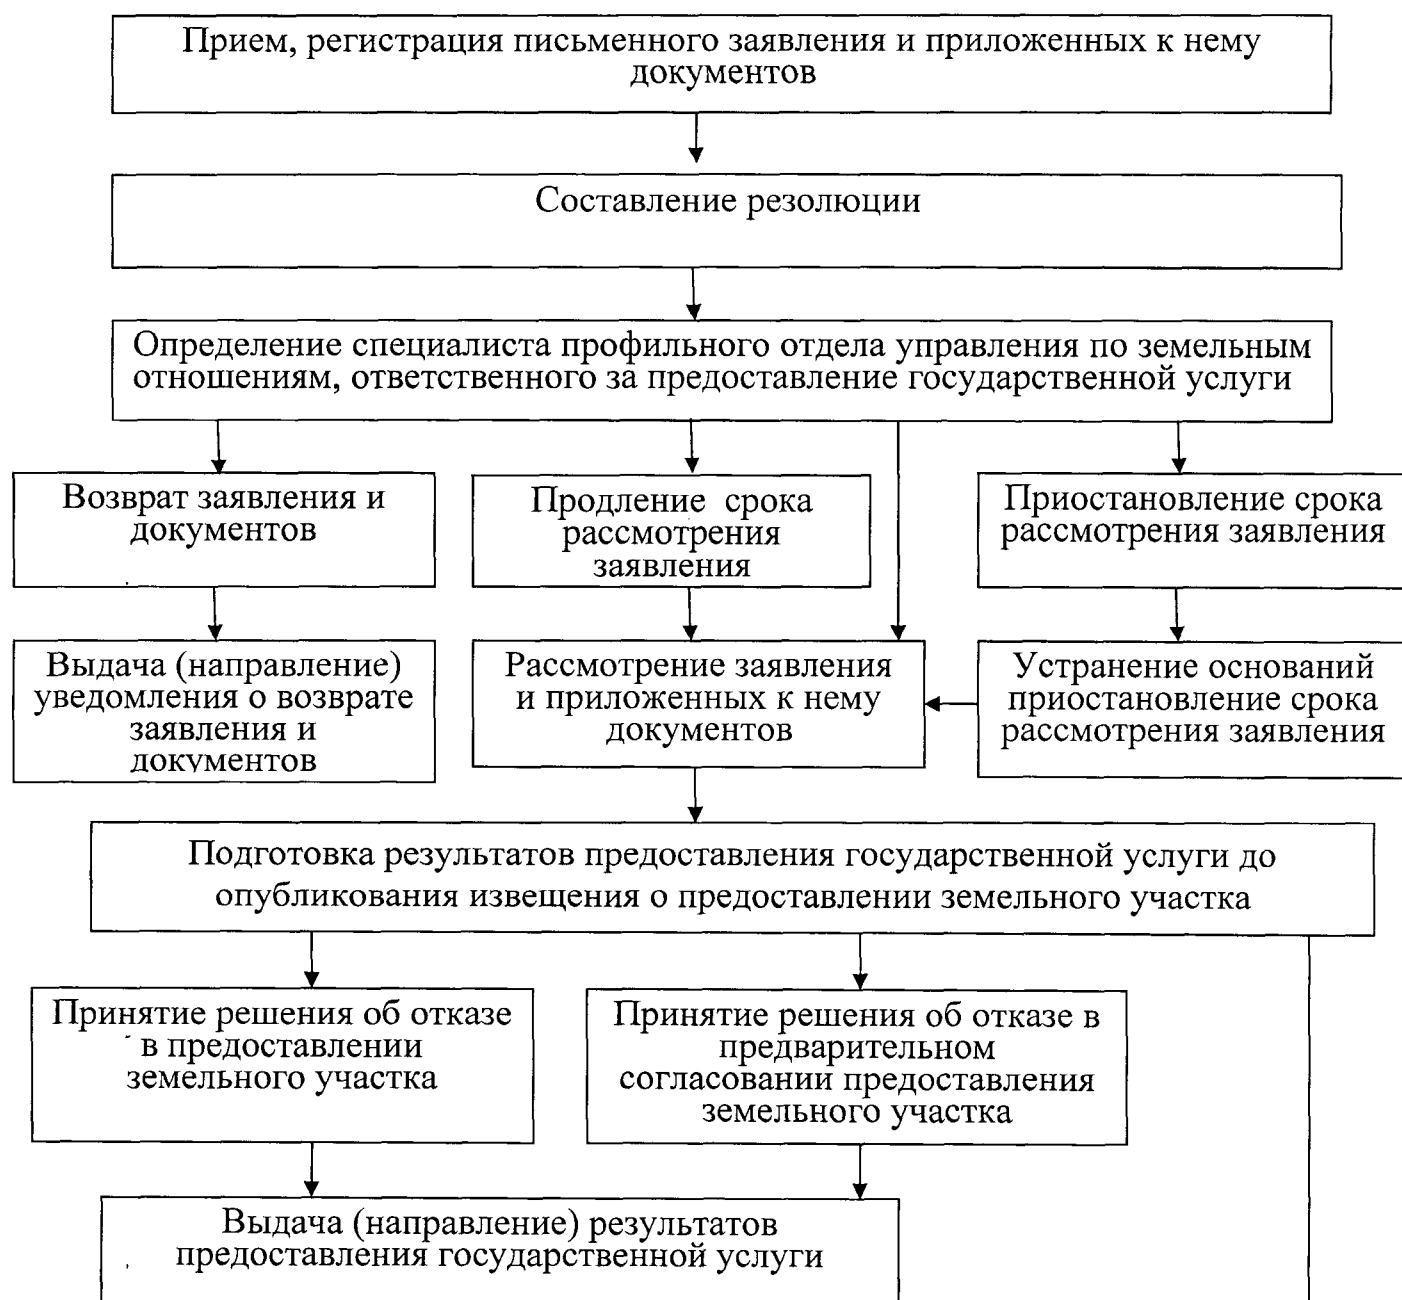 Прием, регистрация письменного заявления и приложенных к нему
документов
Составление резолюции
Определение специалиста профильного отдела управления по земельным
отношениям, ответственного за предоставление государственной услуги
Возврат заявления и
документов
Продление срока
рассмотрения
заявления
Приостановление срока
рассмотрения заявления
Выдача (направление)
уведомления о возврате
заявления и
документов
Рассмотрение заявления
и приложенных к нему
документов
Устранение оснований
приостановление срока
рассмотрения заявления
Подготовка результатов предоставления государственной услуги до
опубликования извещения о предоставлении земельного участка
Принятие решения об отказе
в предоставлении
земельного участка
Принятие решения об отказе в
предварительном
согласовании предоставления
земельного участка
Выдача (направление) результатов
предоставления государственной услуги